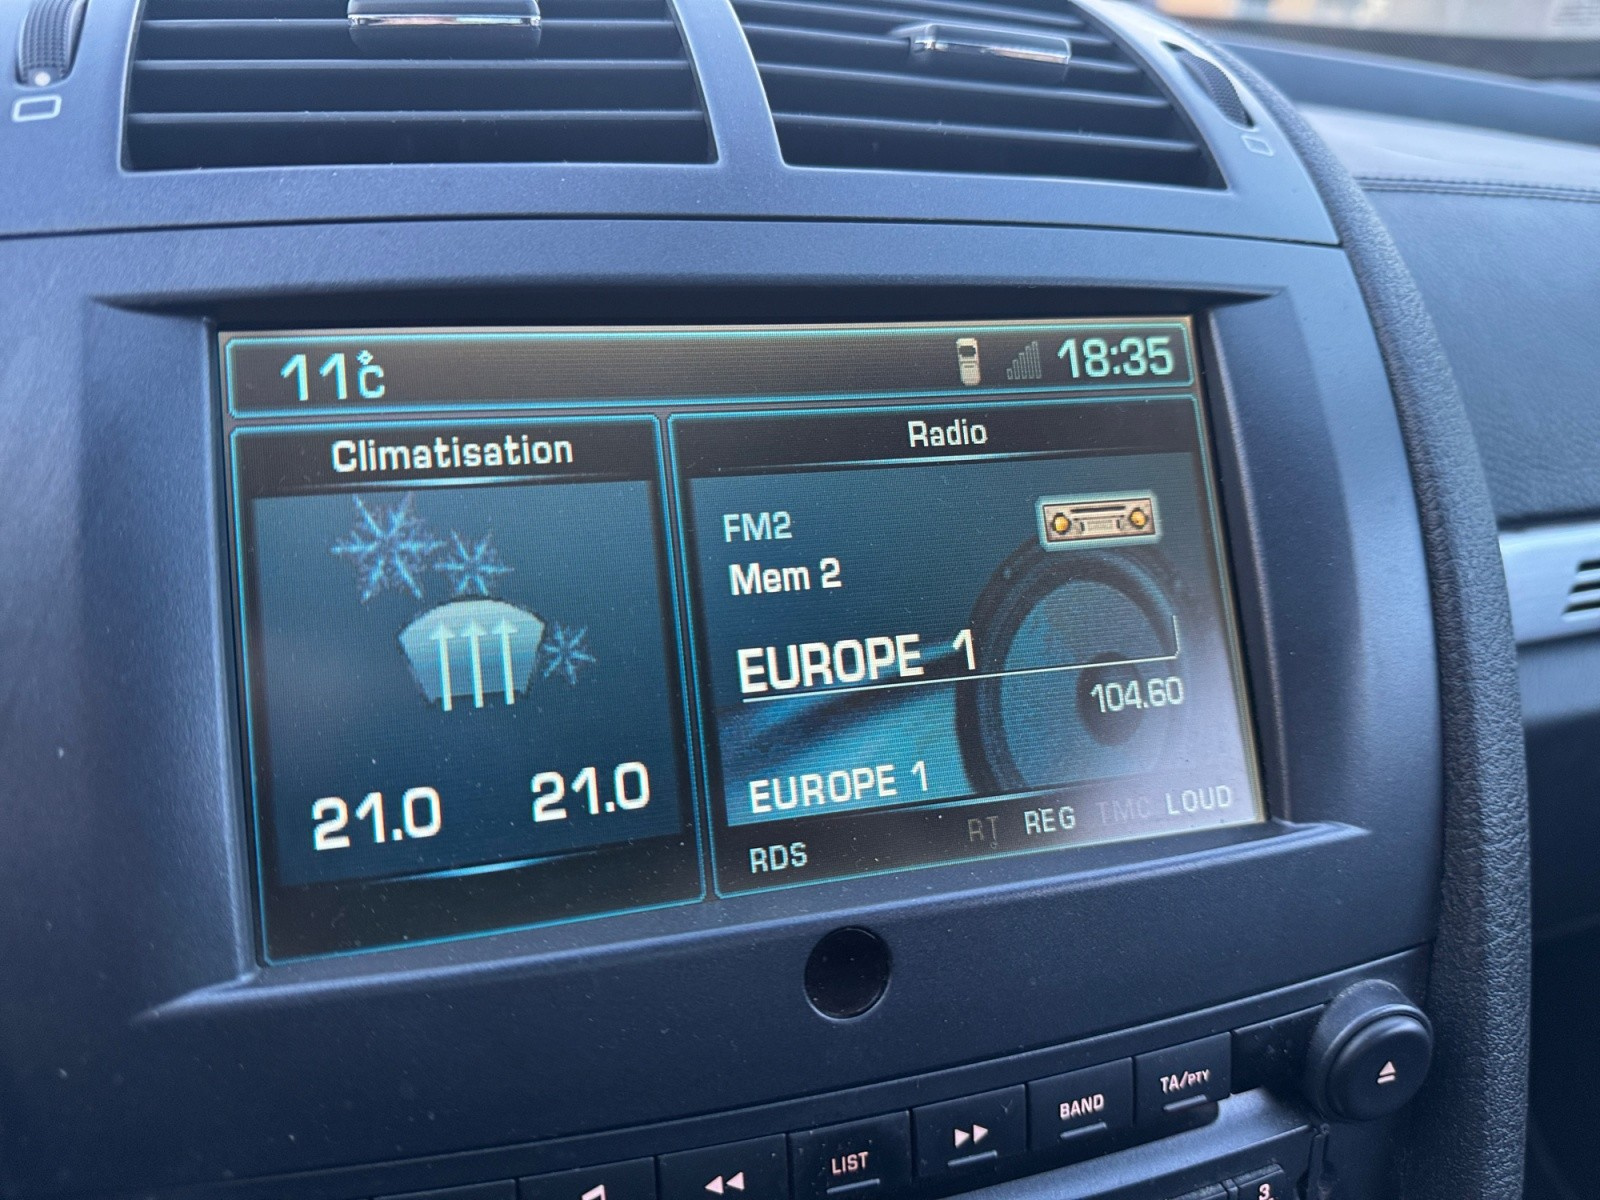 11°C
18:35
Climatisation
21.0 21.0
Radio
FM2
Mem 2
EUROPE 1
104.60
EUROPE 1
RT REG TMC LOUD
RDS
LIST
BAND
TA/PTY
3